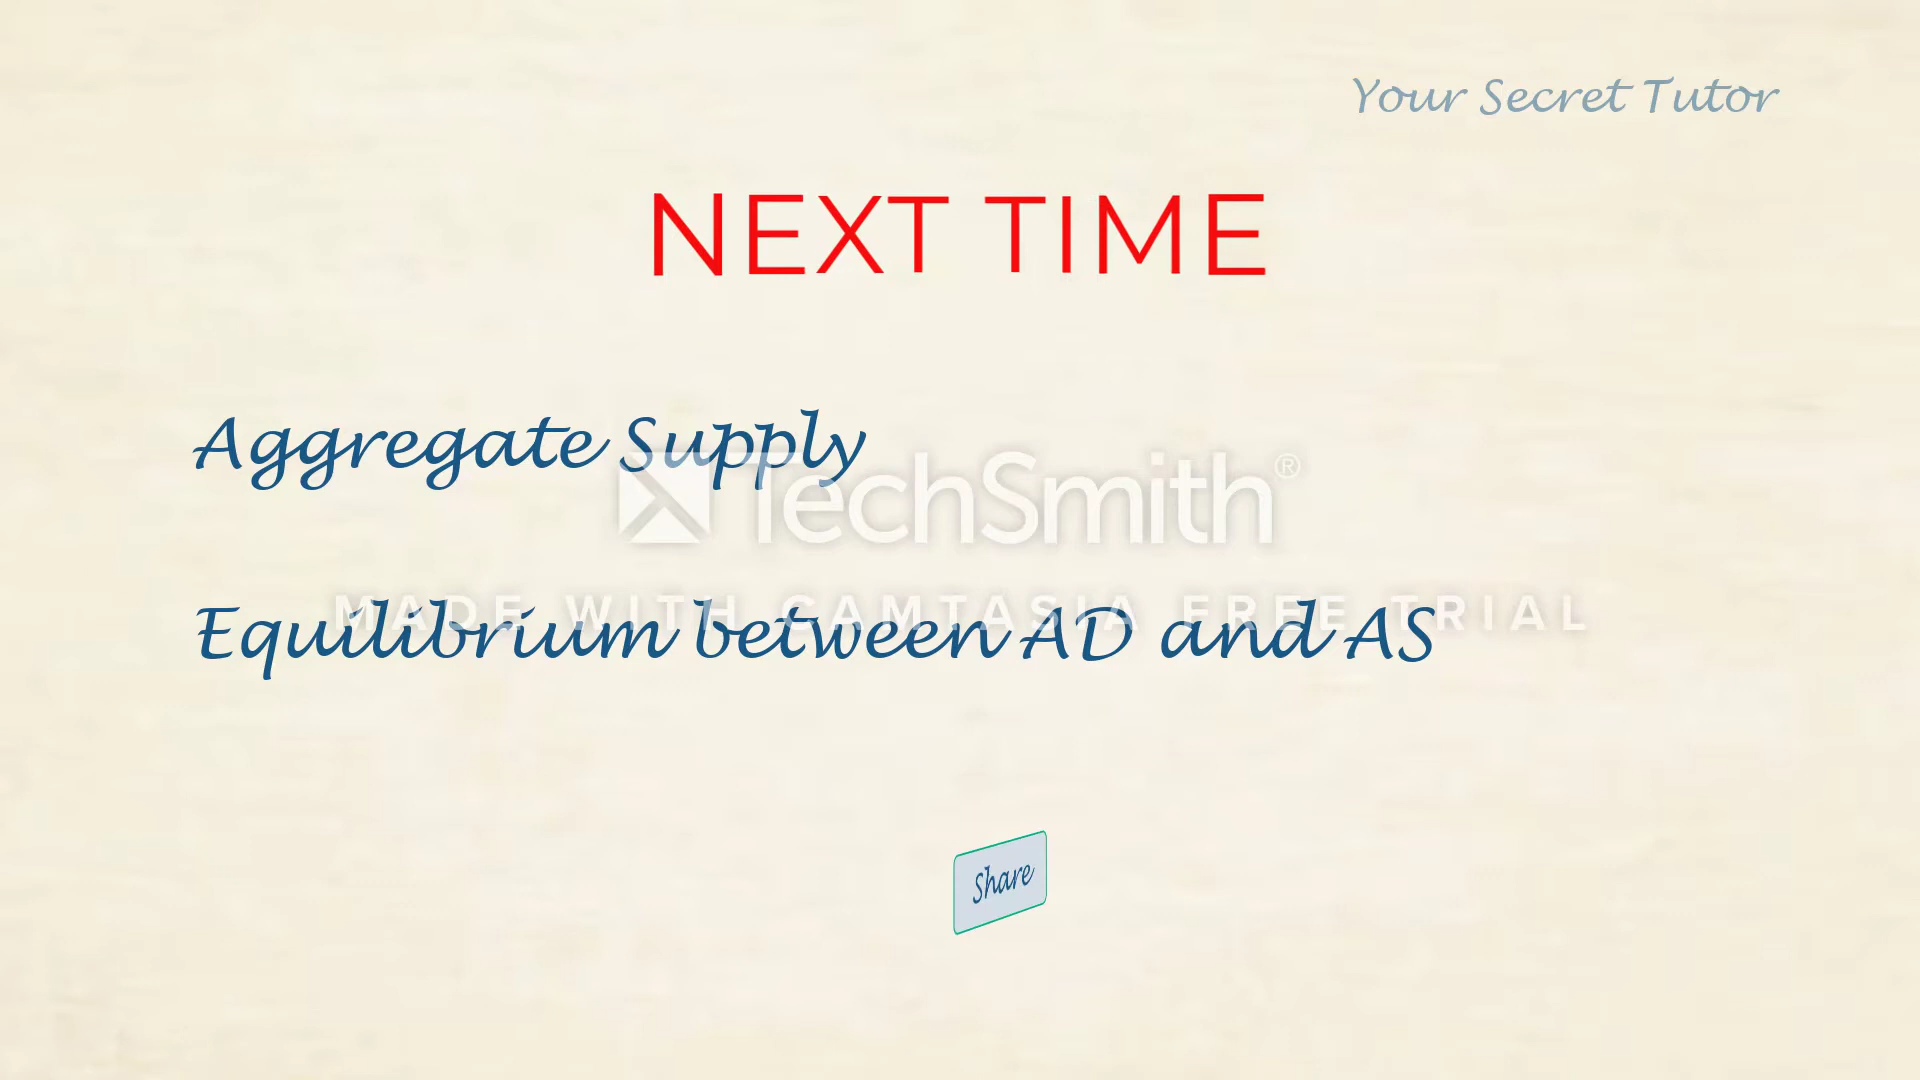 Your Secret Tutor
NEXT TIME
Aggregate Supply
TechSmith®
MADE WITH CAMTASIA FREE TRIAL
Equilibrium between AD and AS
Share